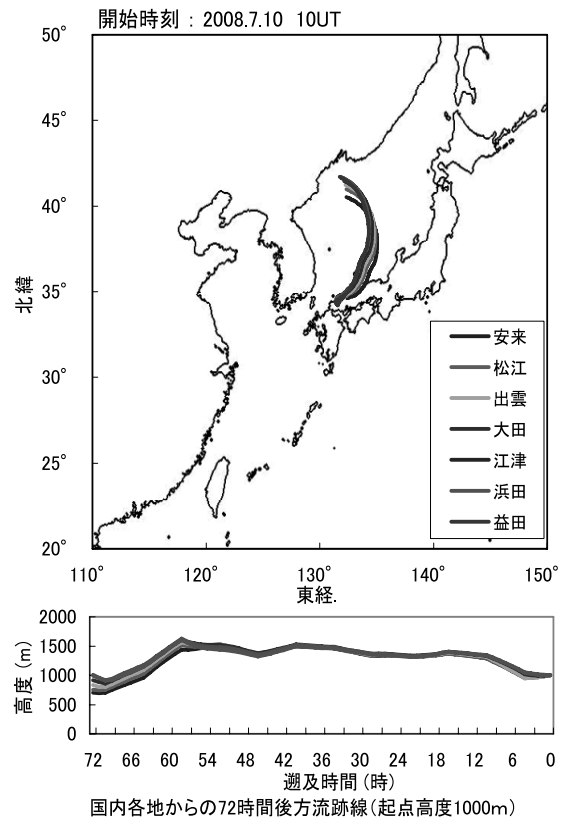 開始時刻 : 2008.7.10 10UT
50°
45°
40°
35°
30°
25°
20°
北緯
安来
松江
出雲
大田
江津
浜田
益田
110° 120° 130° 140° 150°
東経.
2000
1500
1000
500
0
高度(m)
72 66 60 54 48 42 36 30 24 18 12 6 0
遡及時間(時)
国内各地からの72時間後方流跡線(起点高度1000m)